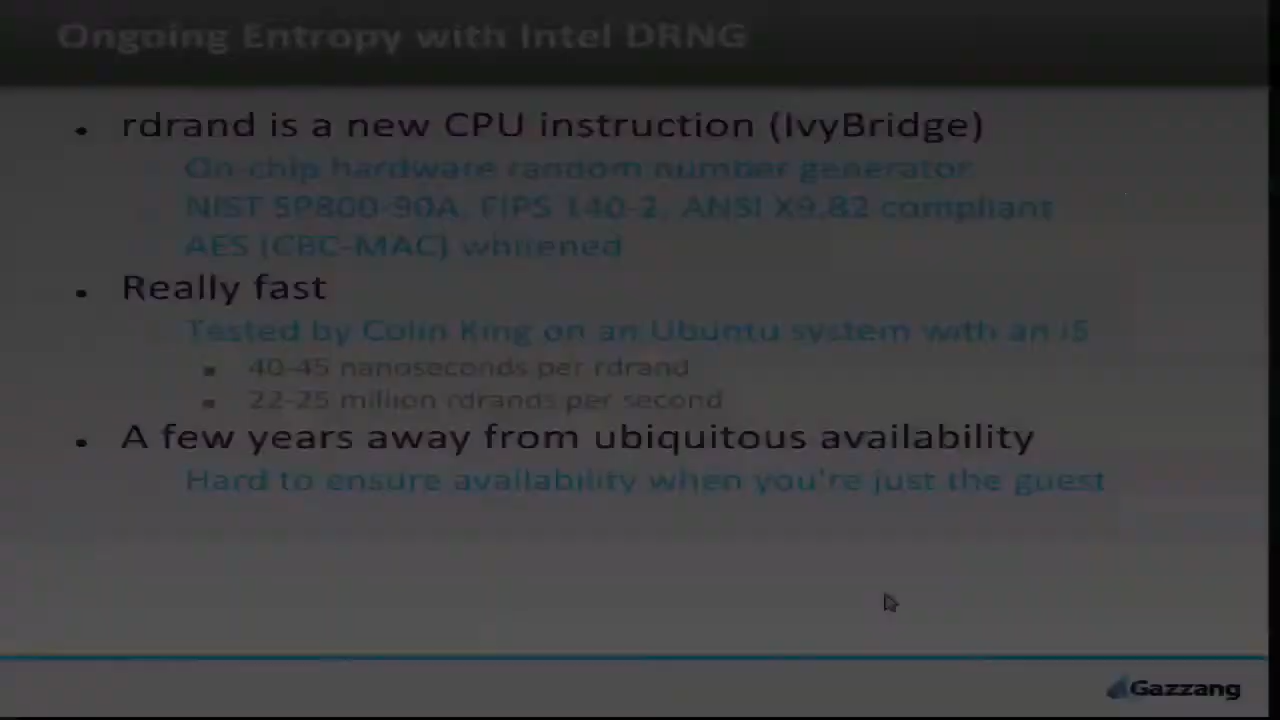 Ongoing Entropy with Intel DRNG
• rdrand is a new CPU instruction (IvyBridge)
On-chip hardware random number generator
NIST SP800-90A, FIPS 140-2, ANSI X9.82 compliant
AES (CBC-MAC) whitened
• Really fast
Tested by Colin King on an Ubuntu system with an i5
▪ 40-45 nanoseconds per rdrand
▪ 22-25 million rdrands per second
• A few years away from ubiquitous availability
Hard to ensure availability when you're just the guest
Gazzang